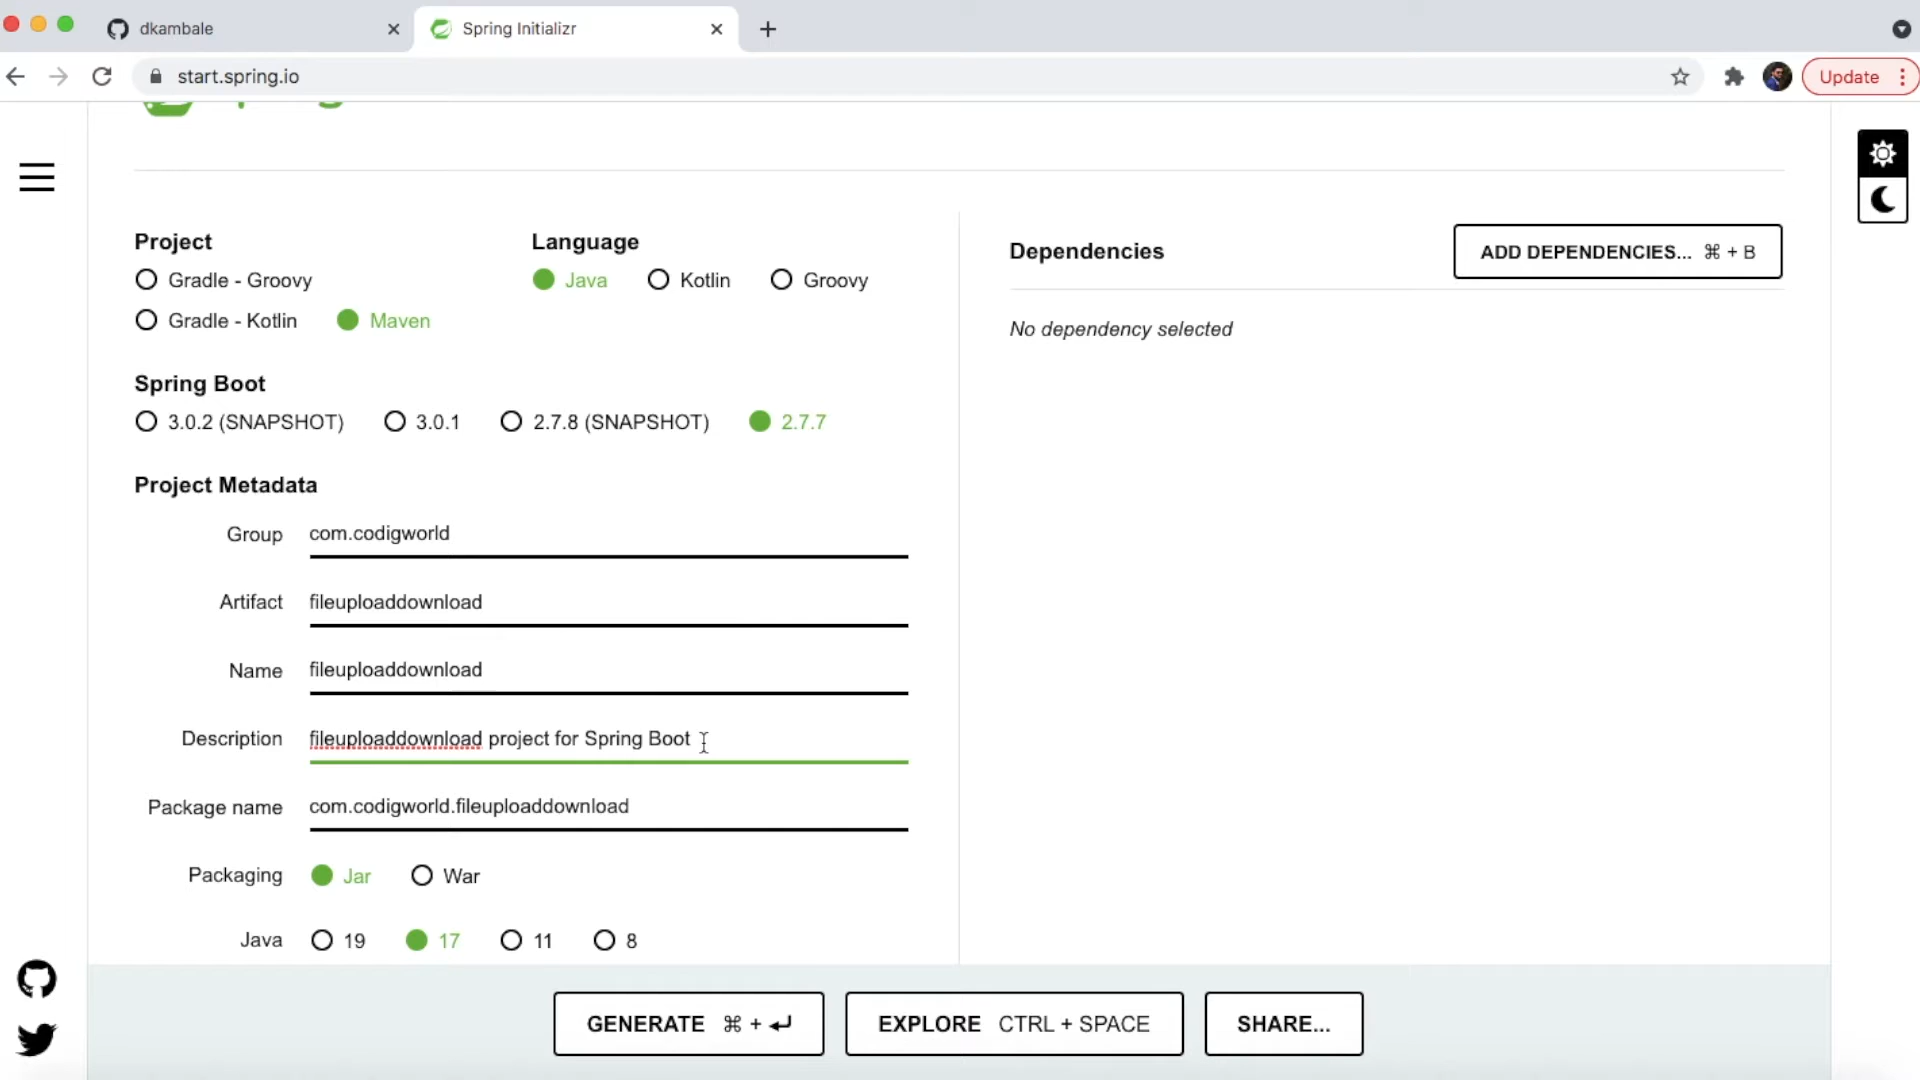 dkambale
Spring Initializr
start.spring.io
Update
Project
Gradle - Groovy
Gradle - Kotlin
Maven
Language
Java
Kotlin
Groovy
Spring Boot
3.0.2 (SNAPSHOT)
3.0.1
2.7.8 (SNAPSHOT)
2.7.7
Project Metadata
Group
com.codigworld
Artifact
fileuploaddownload
Name
fileuploaddownload
Description
fileuploaddownload project for Spring Boot
Package name
com.codigworld.fileuploaddownload
Packaging
Jar
War
Java
19
17
11
8
Dependencies
ADD DEPENDENCIES... ⌘ + B
No dependency selected
GENERATE ⌘ + ↵
EXPLORE CTRL + SPACE
SHARE...